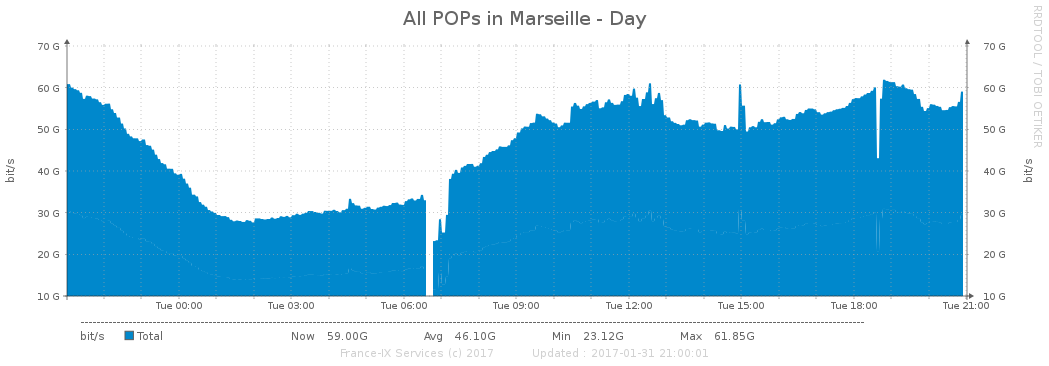 All POPs in Marseille - Day
RRDTOOL / TOBI OETIKER
70 G 70 G
60 G 60 G
50 G 50 G
40 G 40 G
30 G 30 G
20 G 20 G
10 G 10 G
bit/s bit/s
Tue 00:00 Tue 03:00 Tue 06:00 Tue 09:00 Tue 12:00 Tue 15:00 Tue 18:00 Tue 21:00
bit/s Total Now 59.00G Avg 46.10G Min 23.12G Max 61.85G
France-IX Services (c) 2017 Updated : 2017-01-31 21:00:01